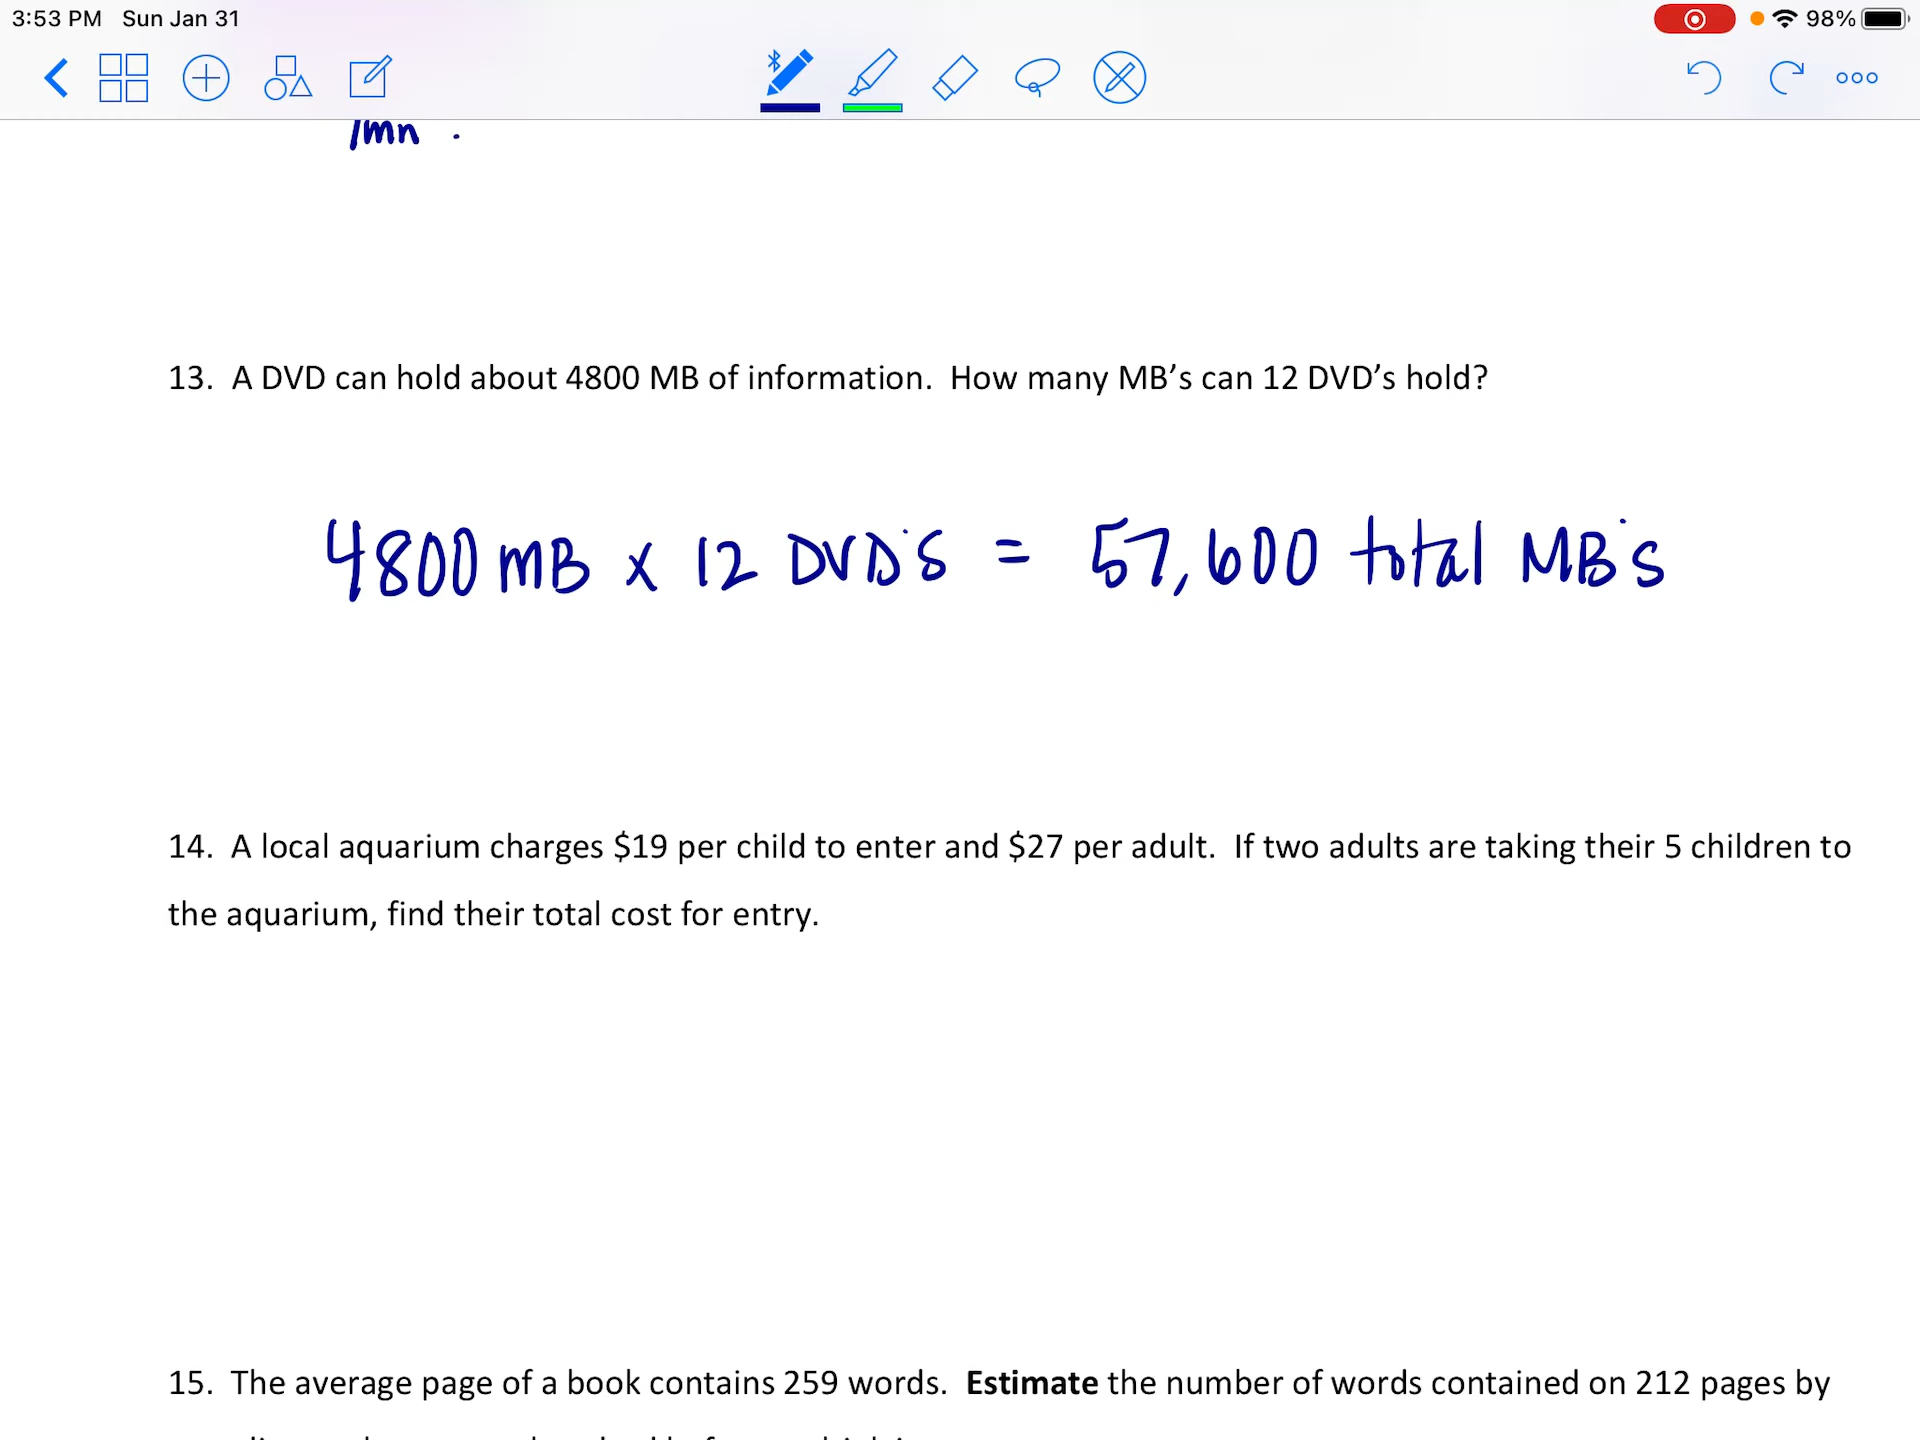 3:53 PM Sun Jan 31
98%
/mn .
13. A DVD can hold about 4800 MB of information. How many MB’s can 12 DVD’s hold?
4800 mB x 12 DVD's = 57,600 total MB's
14. A local aquarium charges $19 per child to enter and $27 per adult. If two adults are taking their 5 children to
the aquarium, find their total cost for entry.
15. The average page of a book contains 259 words. Estimate the number of words contained on 212 pages by